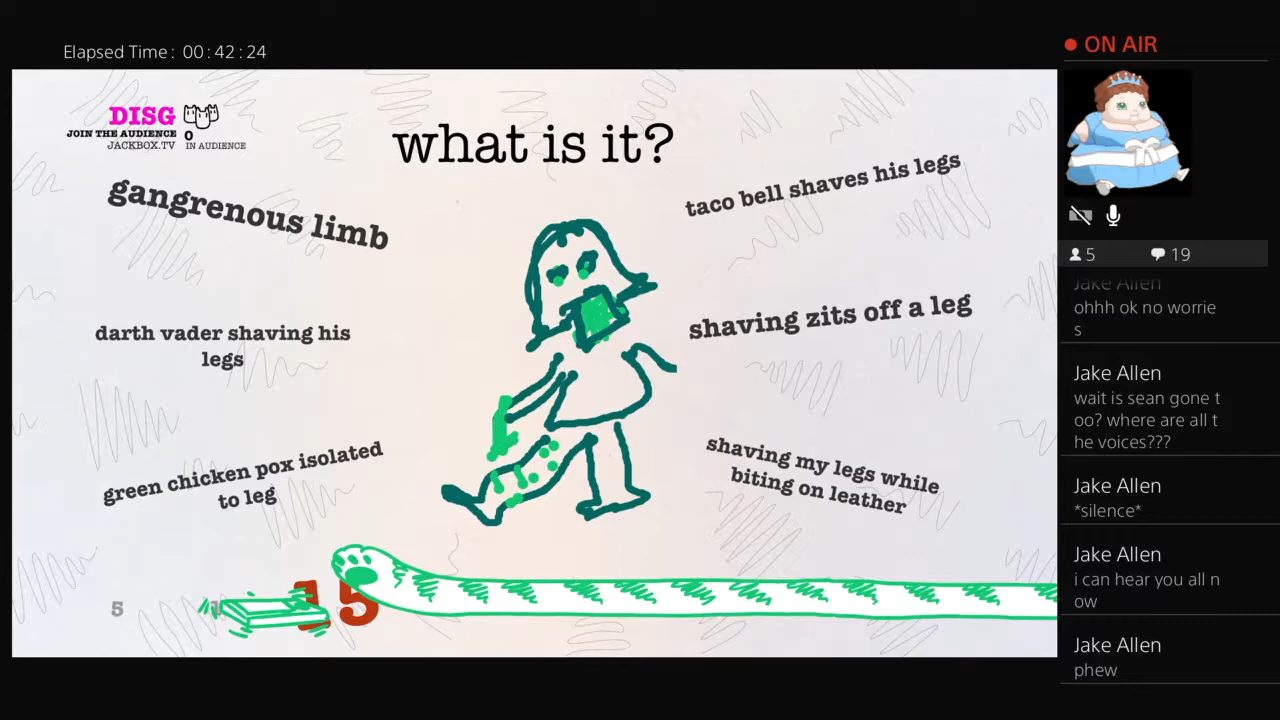 Elapsed Time: 00:42:24
ON AIR
DISG
JOIN THE AUDIENCE
JACKBOX.TV
0
IN AUDIENCE
what is it?
gangrenous limb
taco bell shaves his legs
darth vader shaving his
legs
shaving zits off a leg
green chicken pox isolated
to leg
shaving my legs while
biting on leather
5
15
5
19
Jake Allen
ohhh ok no worrie
s
Jake Allen
wait is sean gone t
oo? where are all t
he voices???
Jake Allen
*silence*
Jake Allen
i can hear you all n
ow
Jake Allen
phew